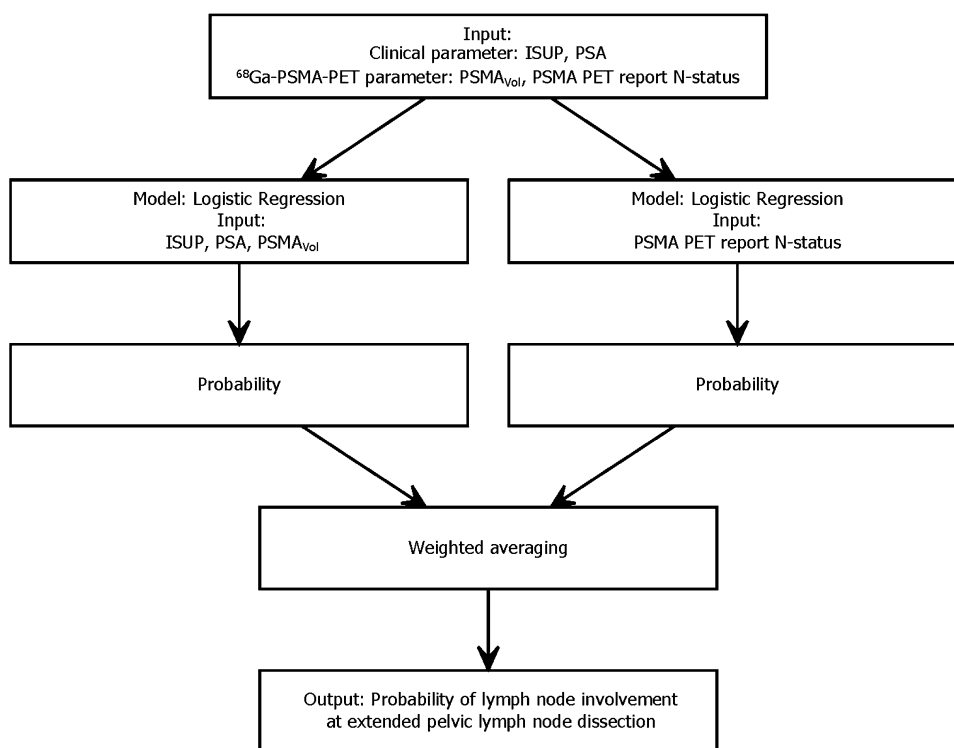 Input:
Clinical parameter: ISUP, PSA
⁶⁸Ga-PSMA-PET parameter: PSMA_Vol, PSMA PET report N-status
Model: Logistic Regression
Input:
ISUP, PSA, PSMA_Vol
Model: Logistic Regression
Input:
PSMA PET report N-status
Probability
Probability
Weighted averaging
Output: Probability of lymph node involvement
at extended pelvic lymph node dissection